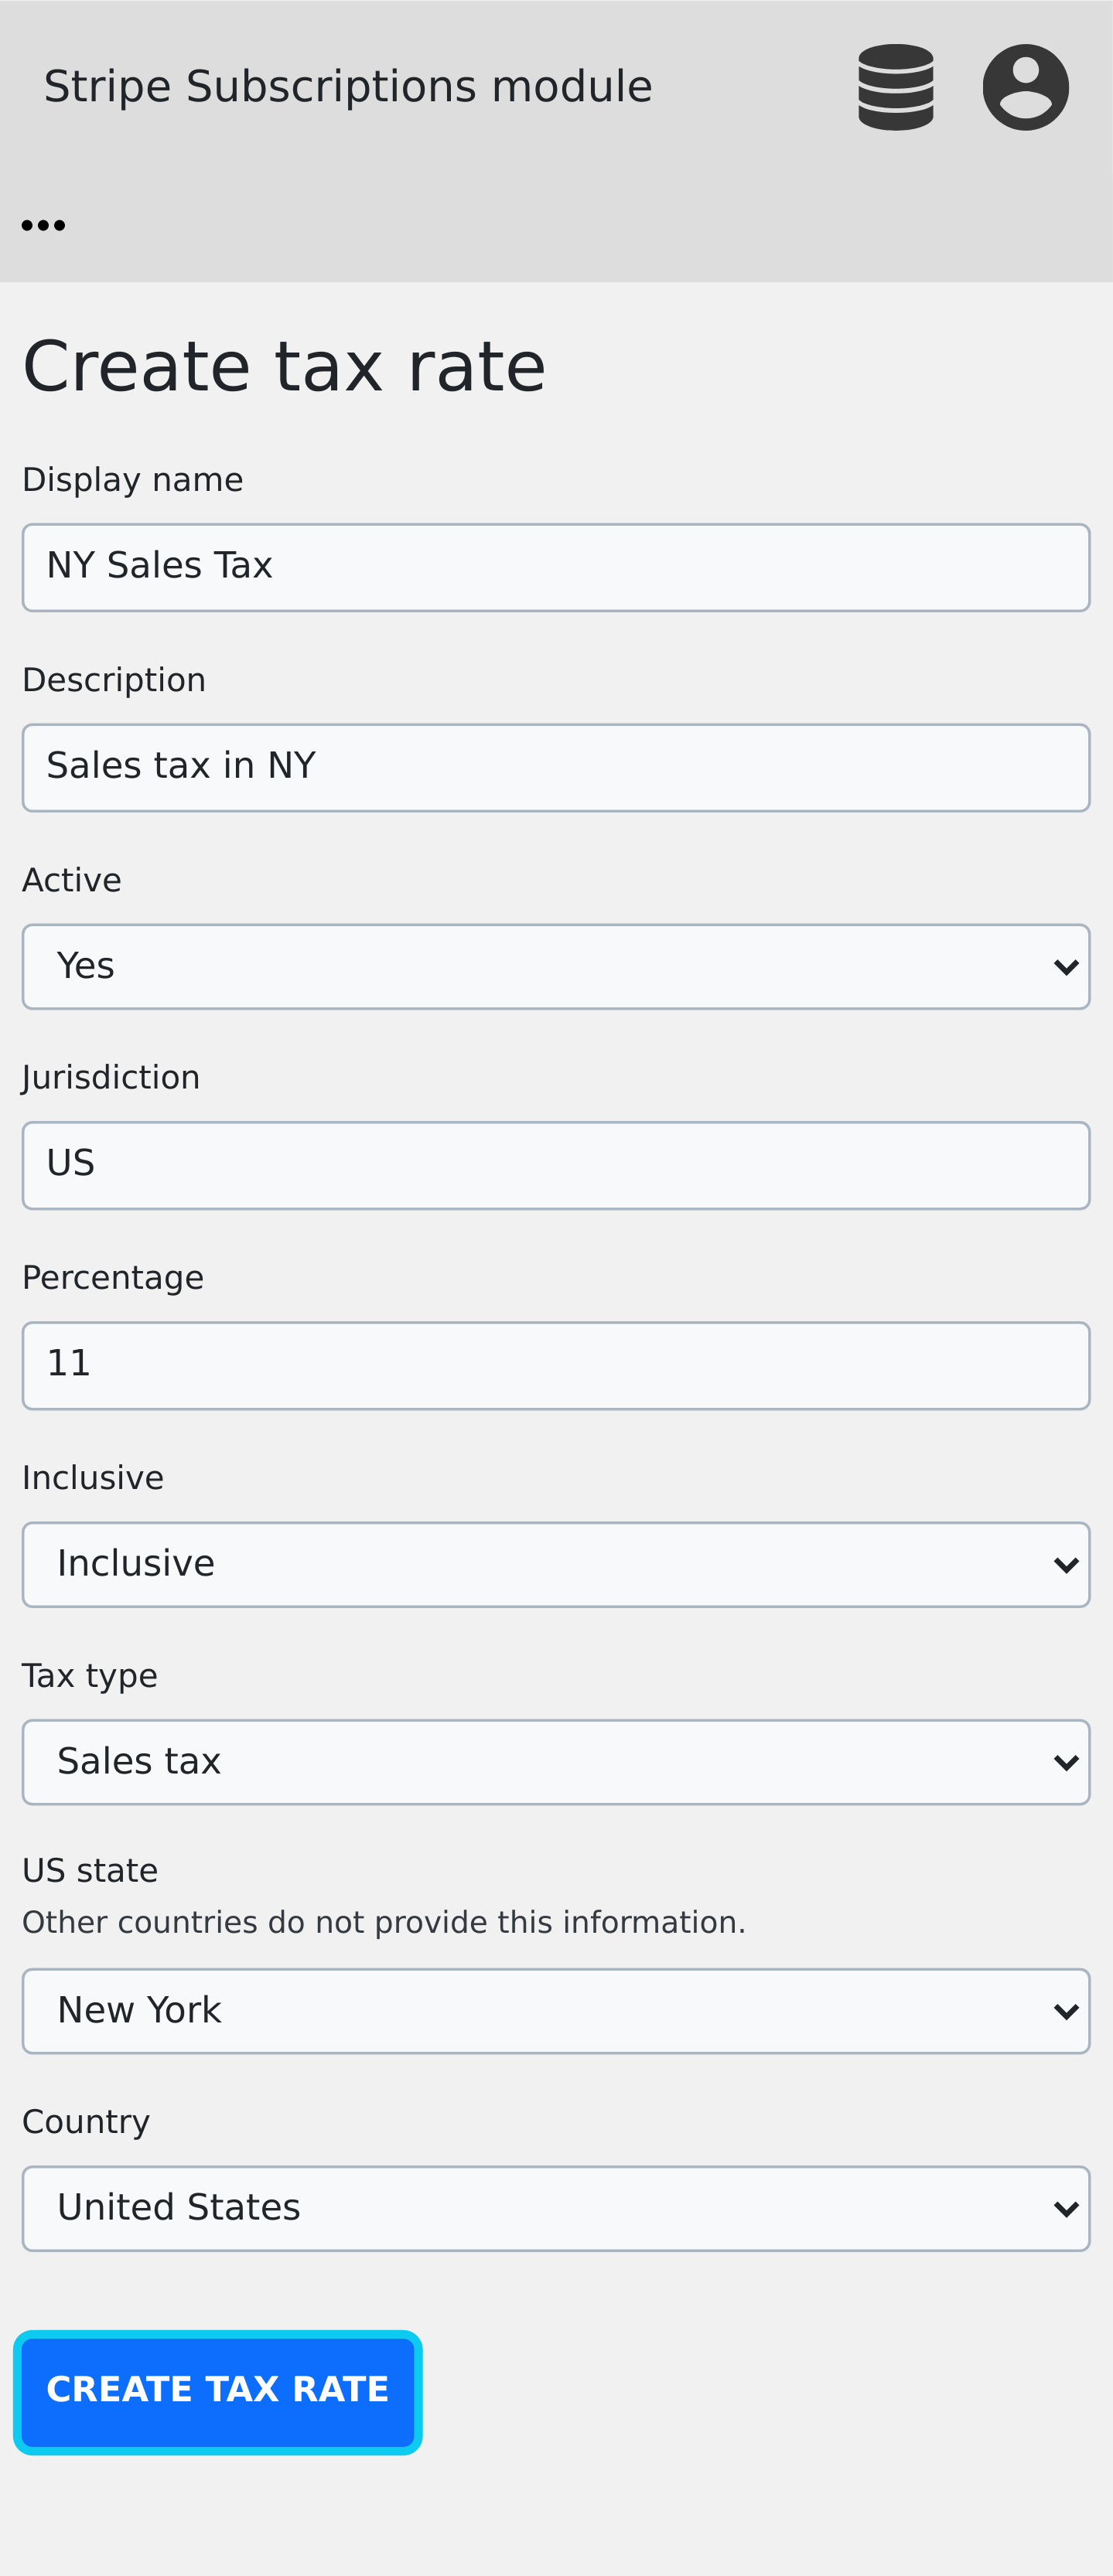 Stripe Subscriptions module
•••
Create tax rate
Display name
NY Sales Tax
Description
Sales tax in NY
Active
Yes
Jurisdiction
US
Percentage
11
Inclusive
Inclusive
Tax type
Sales tax
US state
Other countries do not provide this information.
New York
Country
United States
CREATE TAX RATE